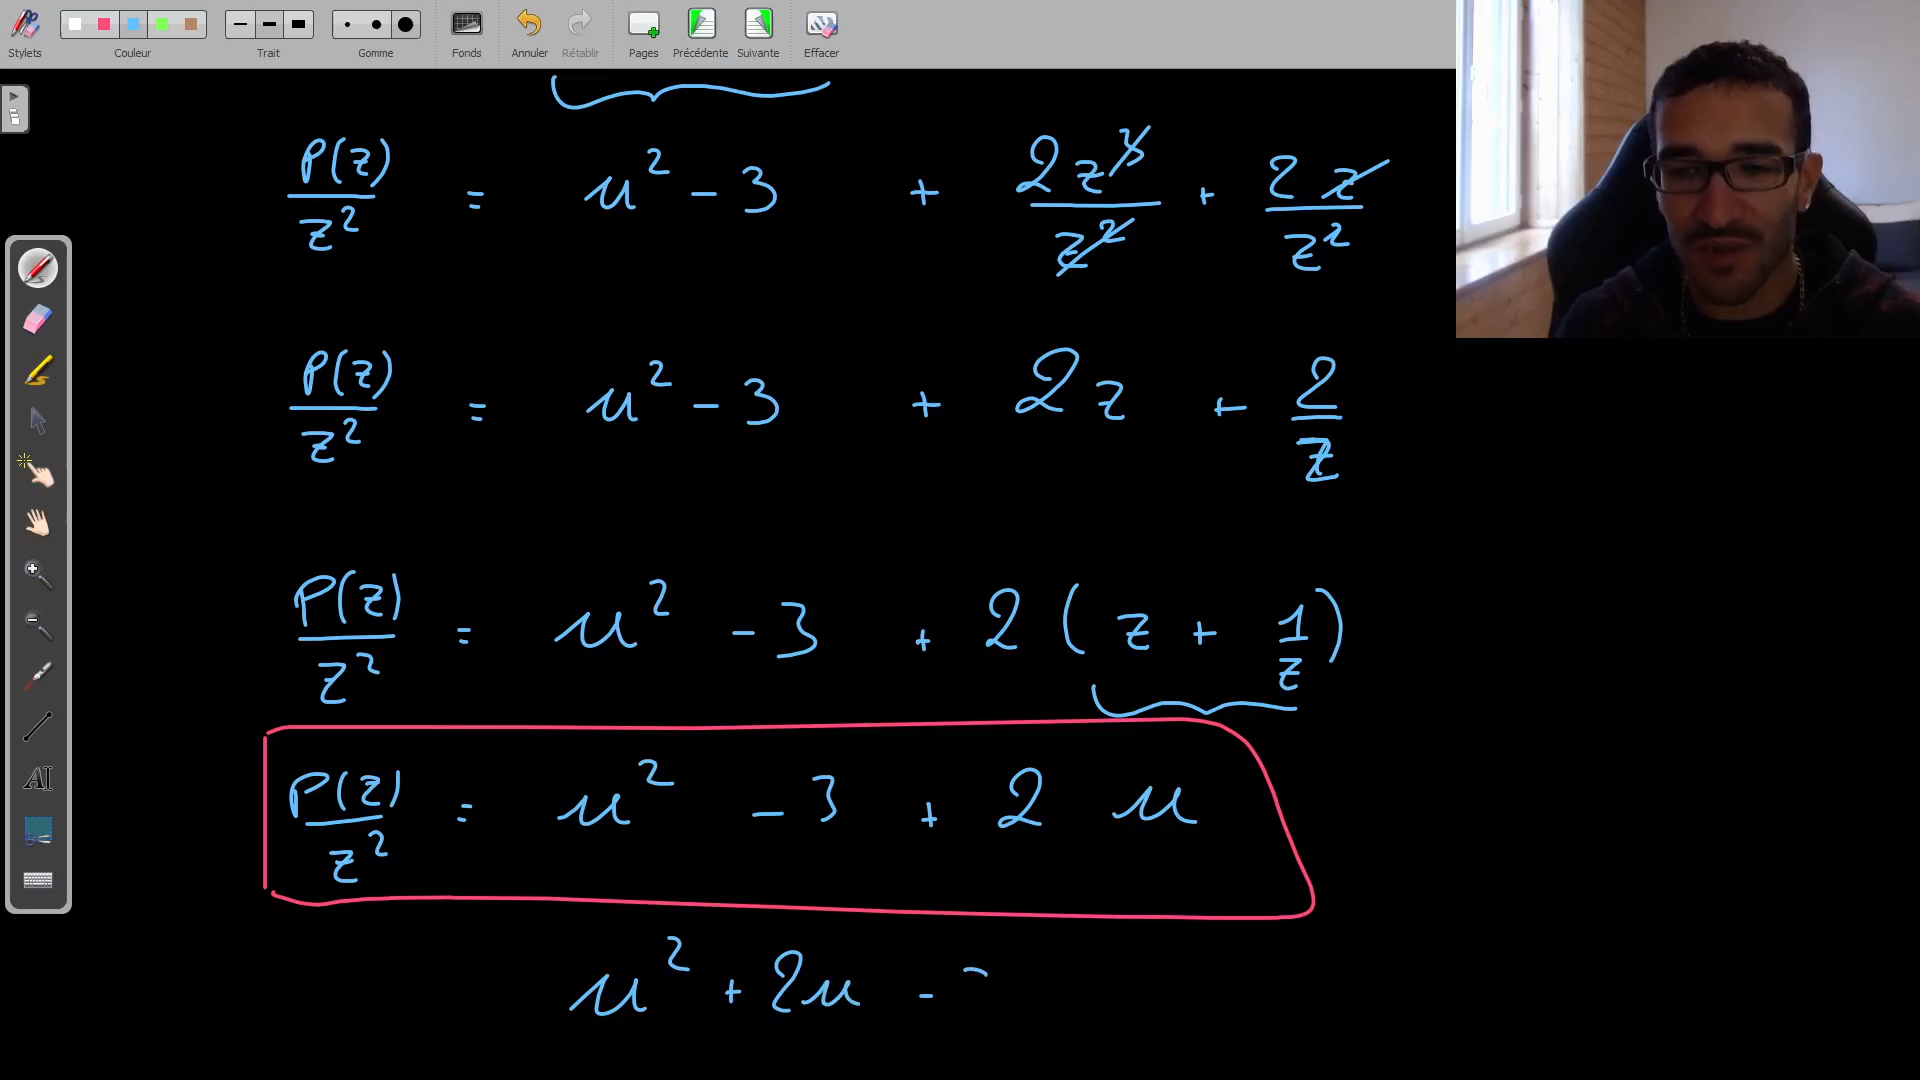 Stylets Couleur Trait Gomme Fonds Annuler Rétablir Pages Précédente Suivante Effacer
P(z)/z² = u² - 3 + 2z³/z² + 2z/z²
P(z)/z² = u² - 3 + 2z + 2/z
P(z)/z² = u² - 3 + 2(z + 1/z)
P(z)/z² = u² - 3 + 2u
u² + 2u -